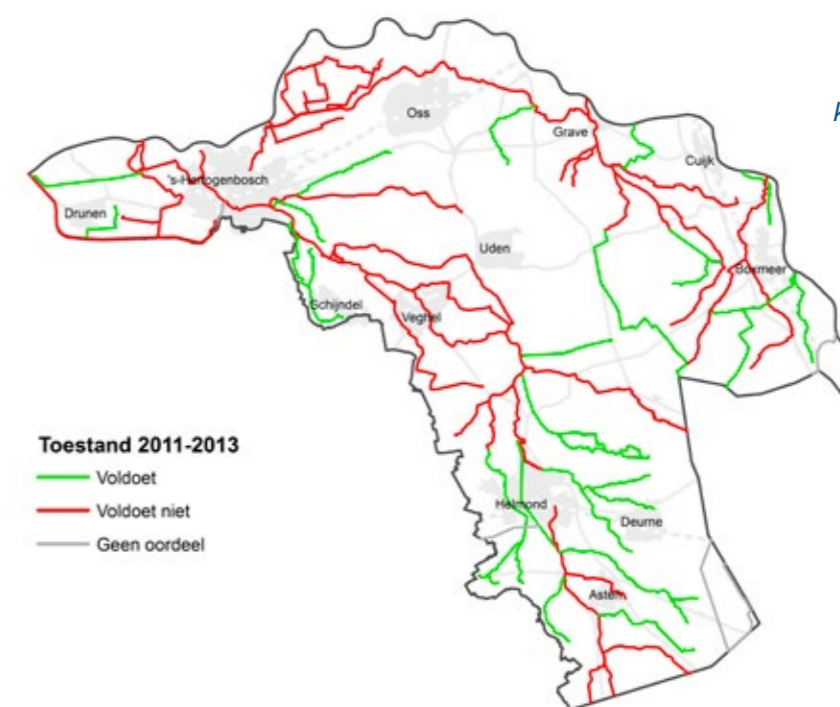 k
Oss
Grave
Cuijk
's-Hertogenbosch
Drunen
Uden
Boxmeer
Schijndel
Veghel
Toestand 2011-2013
Voldoet
Voldoet niet
Geen oordeel
Helmond
Deurne
Asten